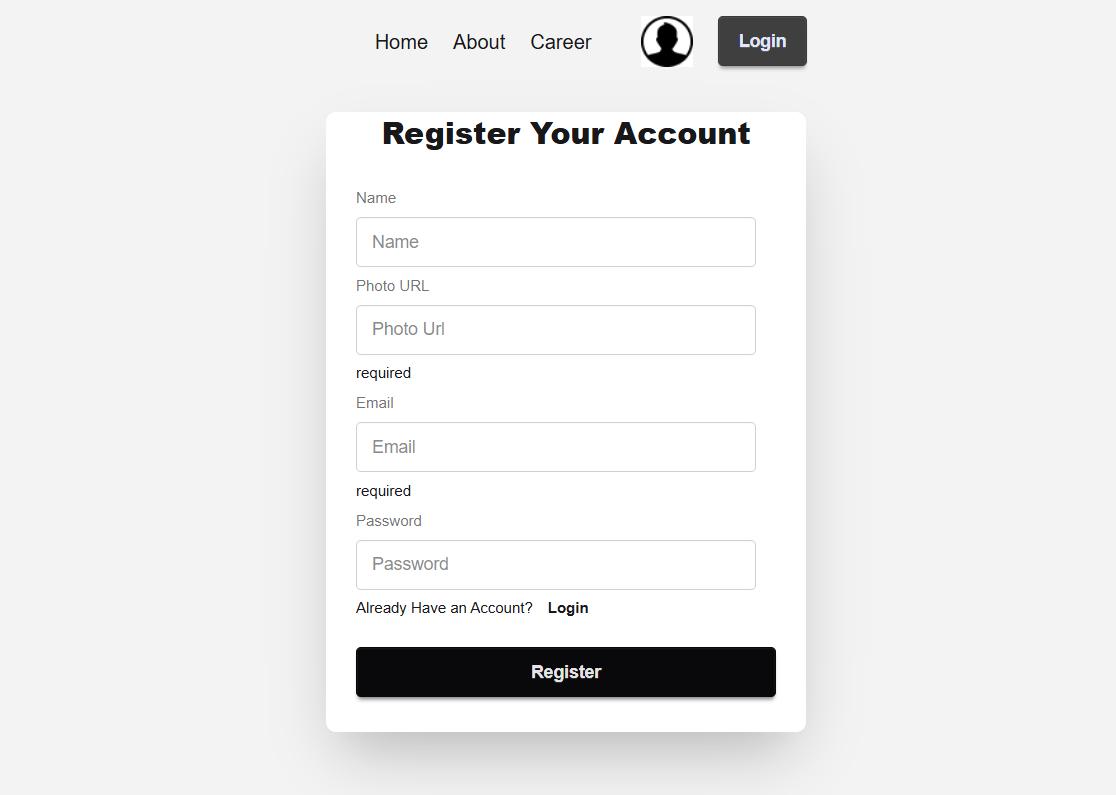 Home About Career Login
Register Your Account
Name
Name
Photo URL
Photo Url
required
Email
Email
required
Password
Password
Already Have an Account? Login
Register